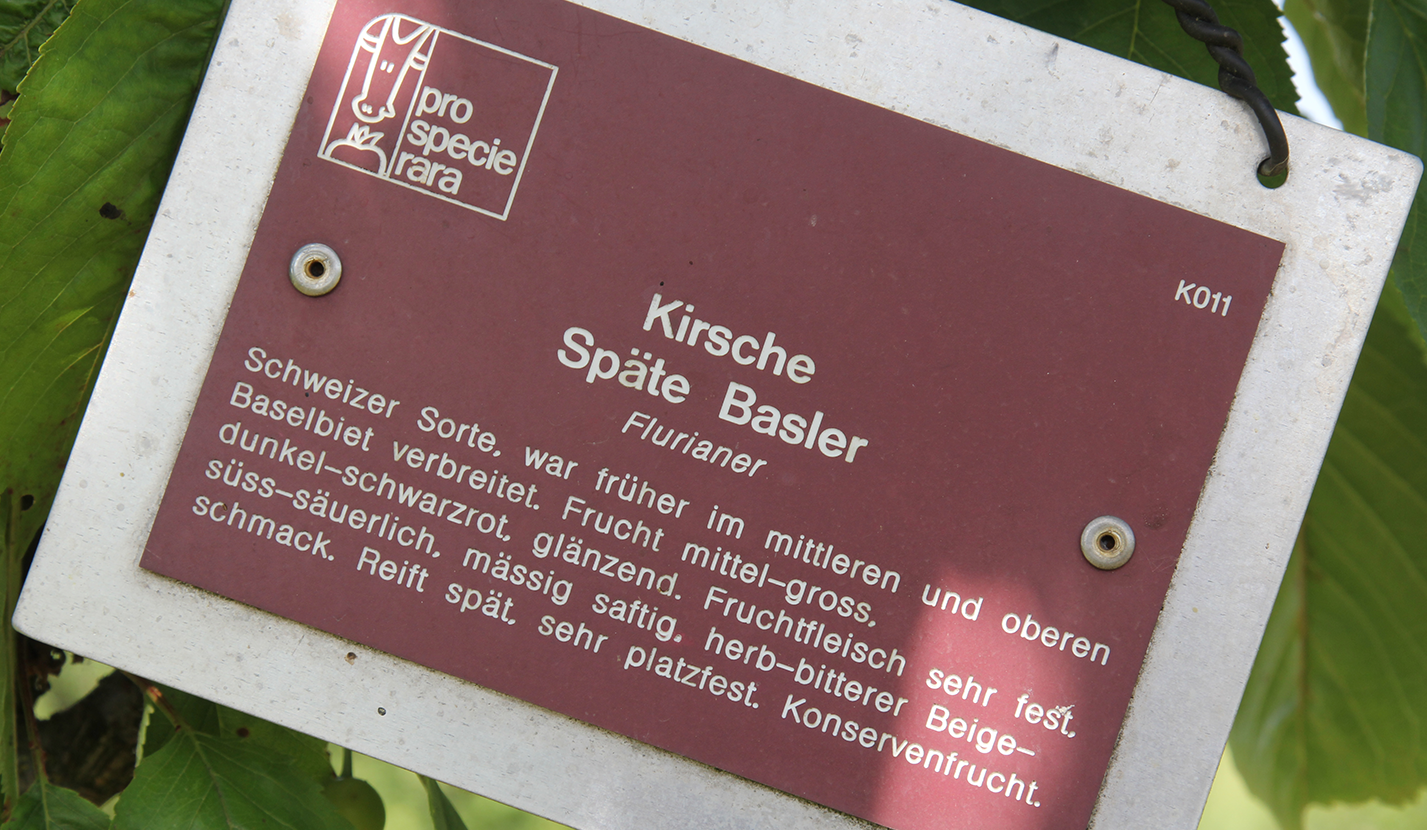 pro
specie
rara
K011
Kirsche
Späte Basler
Flurianer
Schweizer Sorte, war früher im mittleren und oberen
Baselbiet verbreitet. Frucht mittel-gross,
dunkel-schwarzrot, glänzend. Fruchtfleisch sehr fest,
süss-säuerlich, mässig saftig, herb-bitterer Beige-
schmack. Reift spät, sehr platzfest. Konservenfrucht.